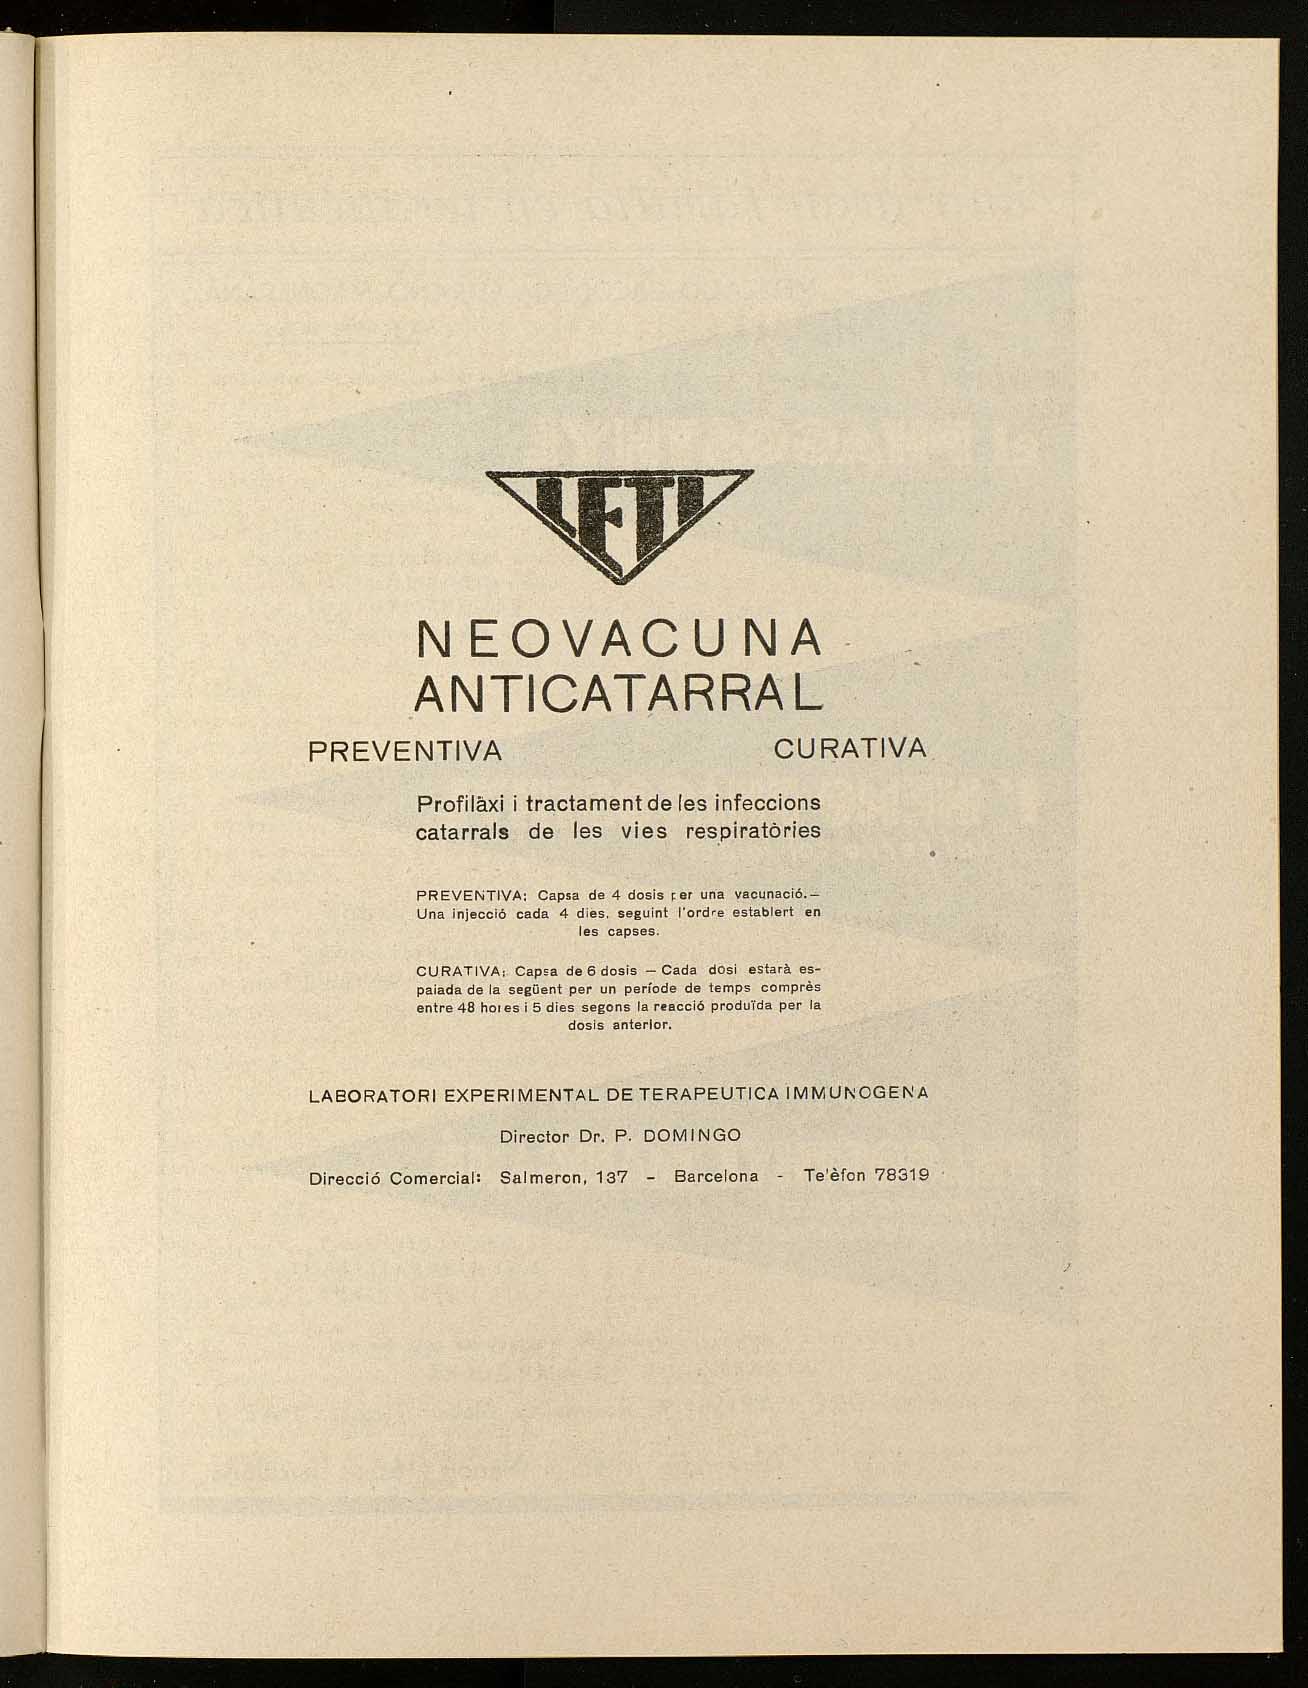 LETI
NEOVACUNA
ANTICATARRAL
PREVENTIVA CURATIVA
Profilàxi i tractament de les infeccions
catarrals de les vies respiratòries
PREVENTIVA: Capsa de 4 dosis per una vacunació.—
Una injecció cada 4 dies, seguint l'ordre establert en
les capses.
CURATIVA: Capsa de 6 dosis — Cada dosi estarà es-
paiada de la següent per un període de temps comprès
entre 48 hores i 5 dies segons la reacció produïda per la
dosis anterior.
LABORATORI EXPERIMENTAL DE TERAPEUTICA IMMUNOGENA
Director Dr. P. DOMINGO
Direcció Comercial: Salmeron, 137 - Barcelona - Te'èfon 78319